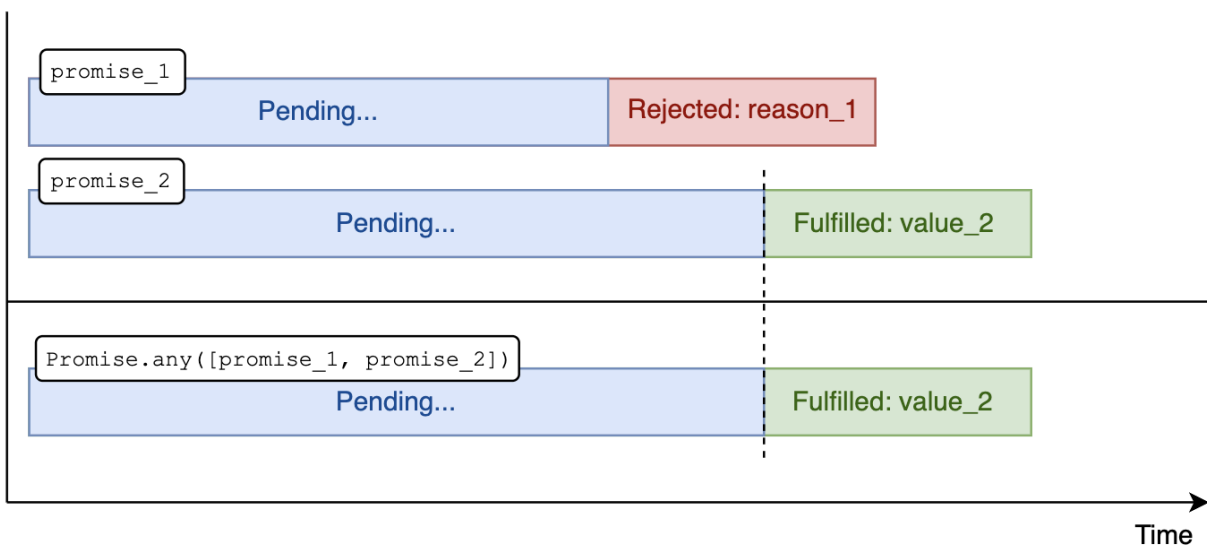 promise_1
Pending...
Rejected: reason_1
promise_2
Pending...
Fulfilled: value_2
Promise.any([promise_1, promise_2])
Pending...
Fulfilled: value_2
Time